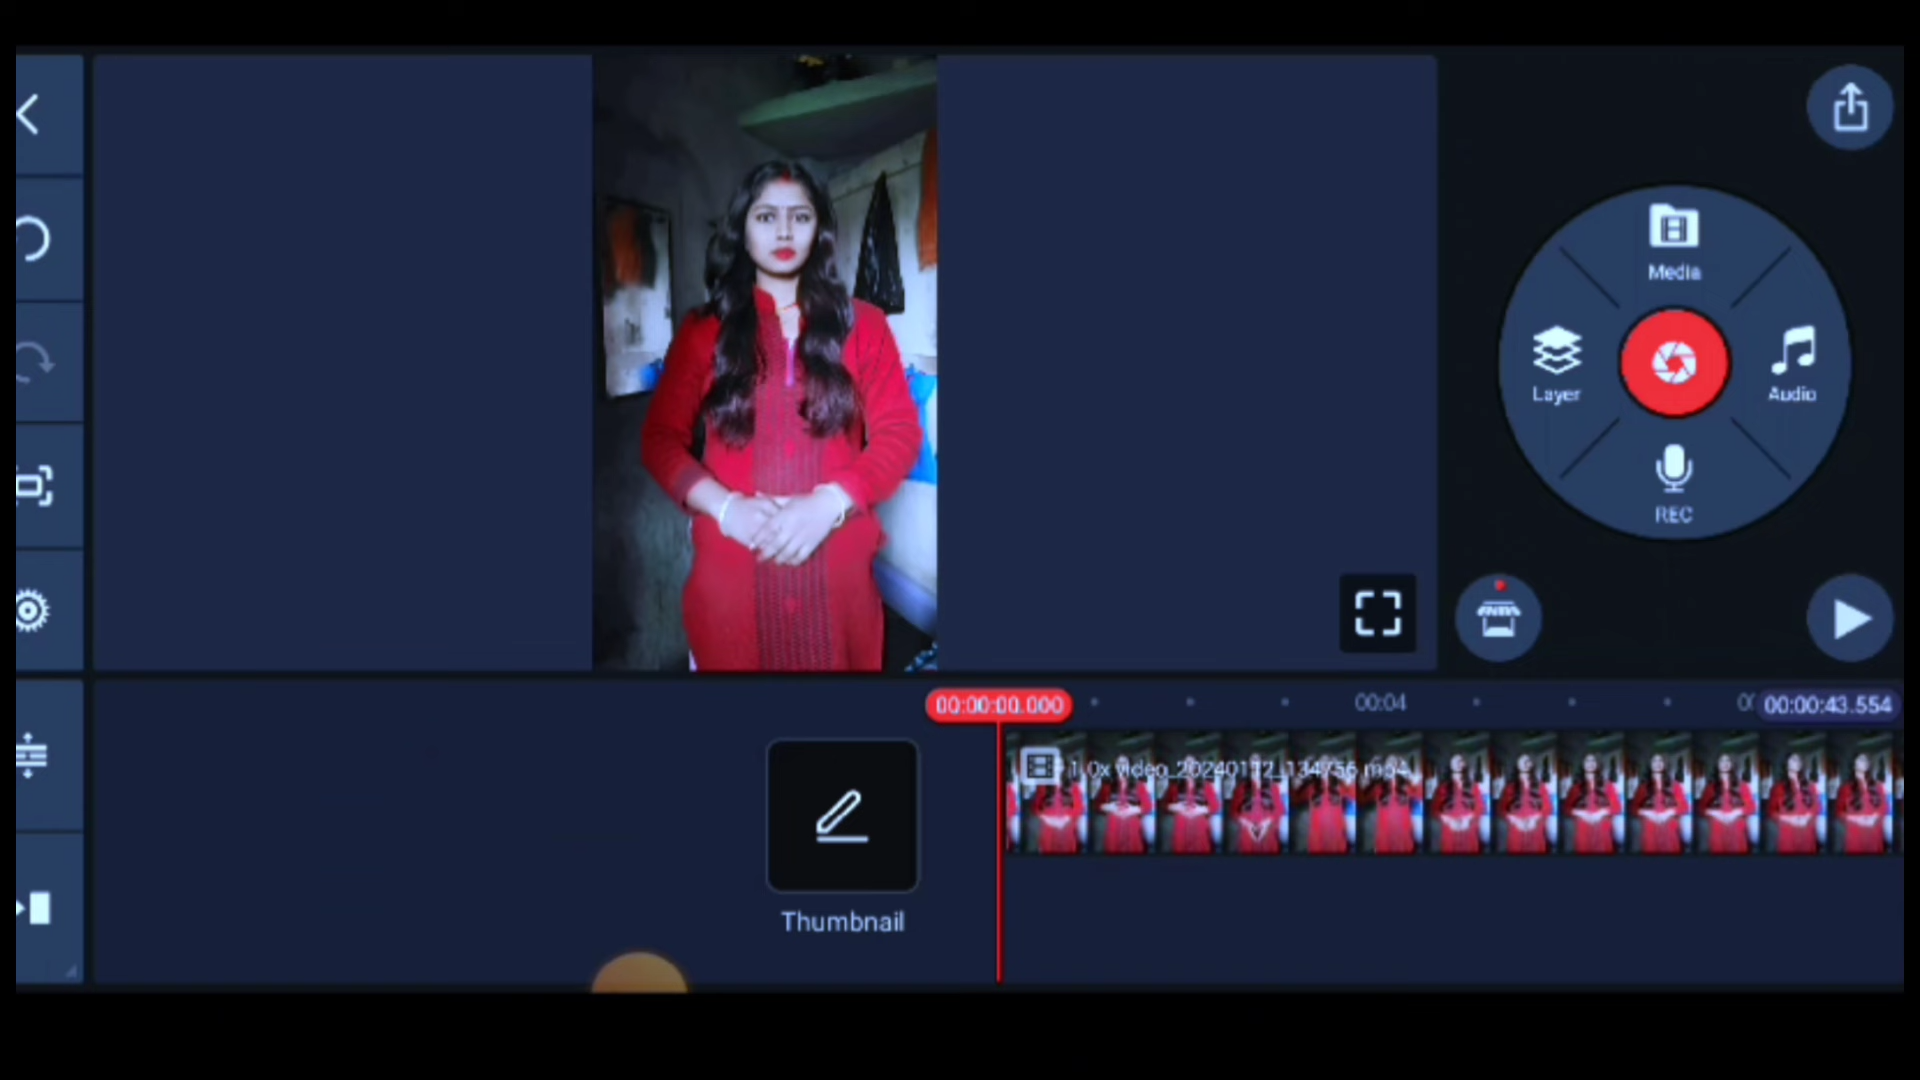 Media
Layer
Audio
REC
00:00:00.000
00:04
00:00:43.554
1.0x video_20240112_134756.mp4
Thumbnail